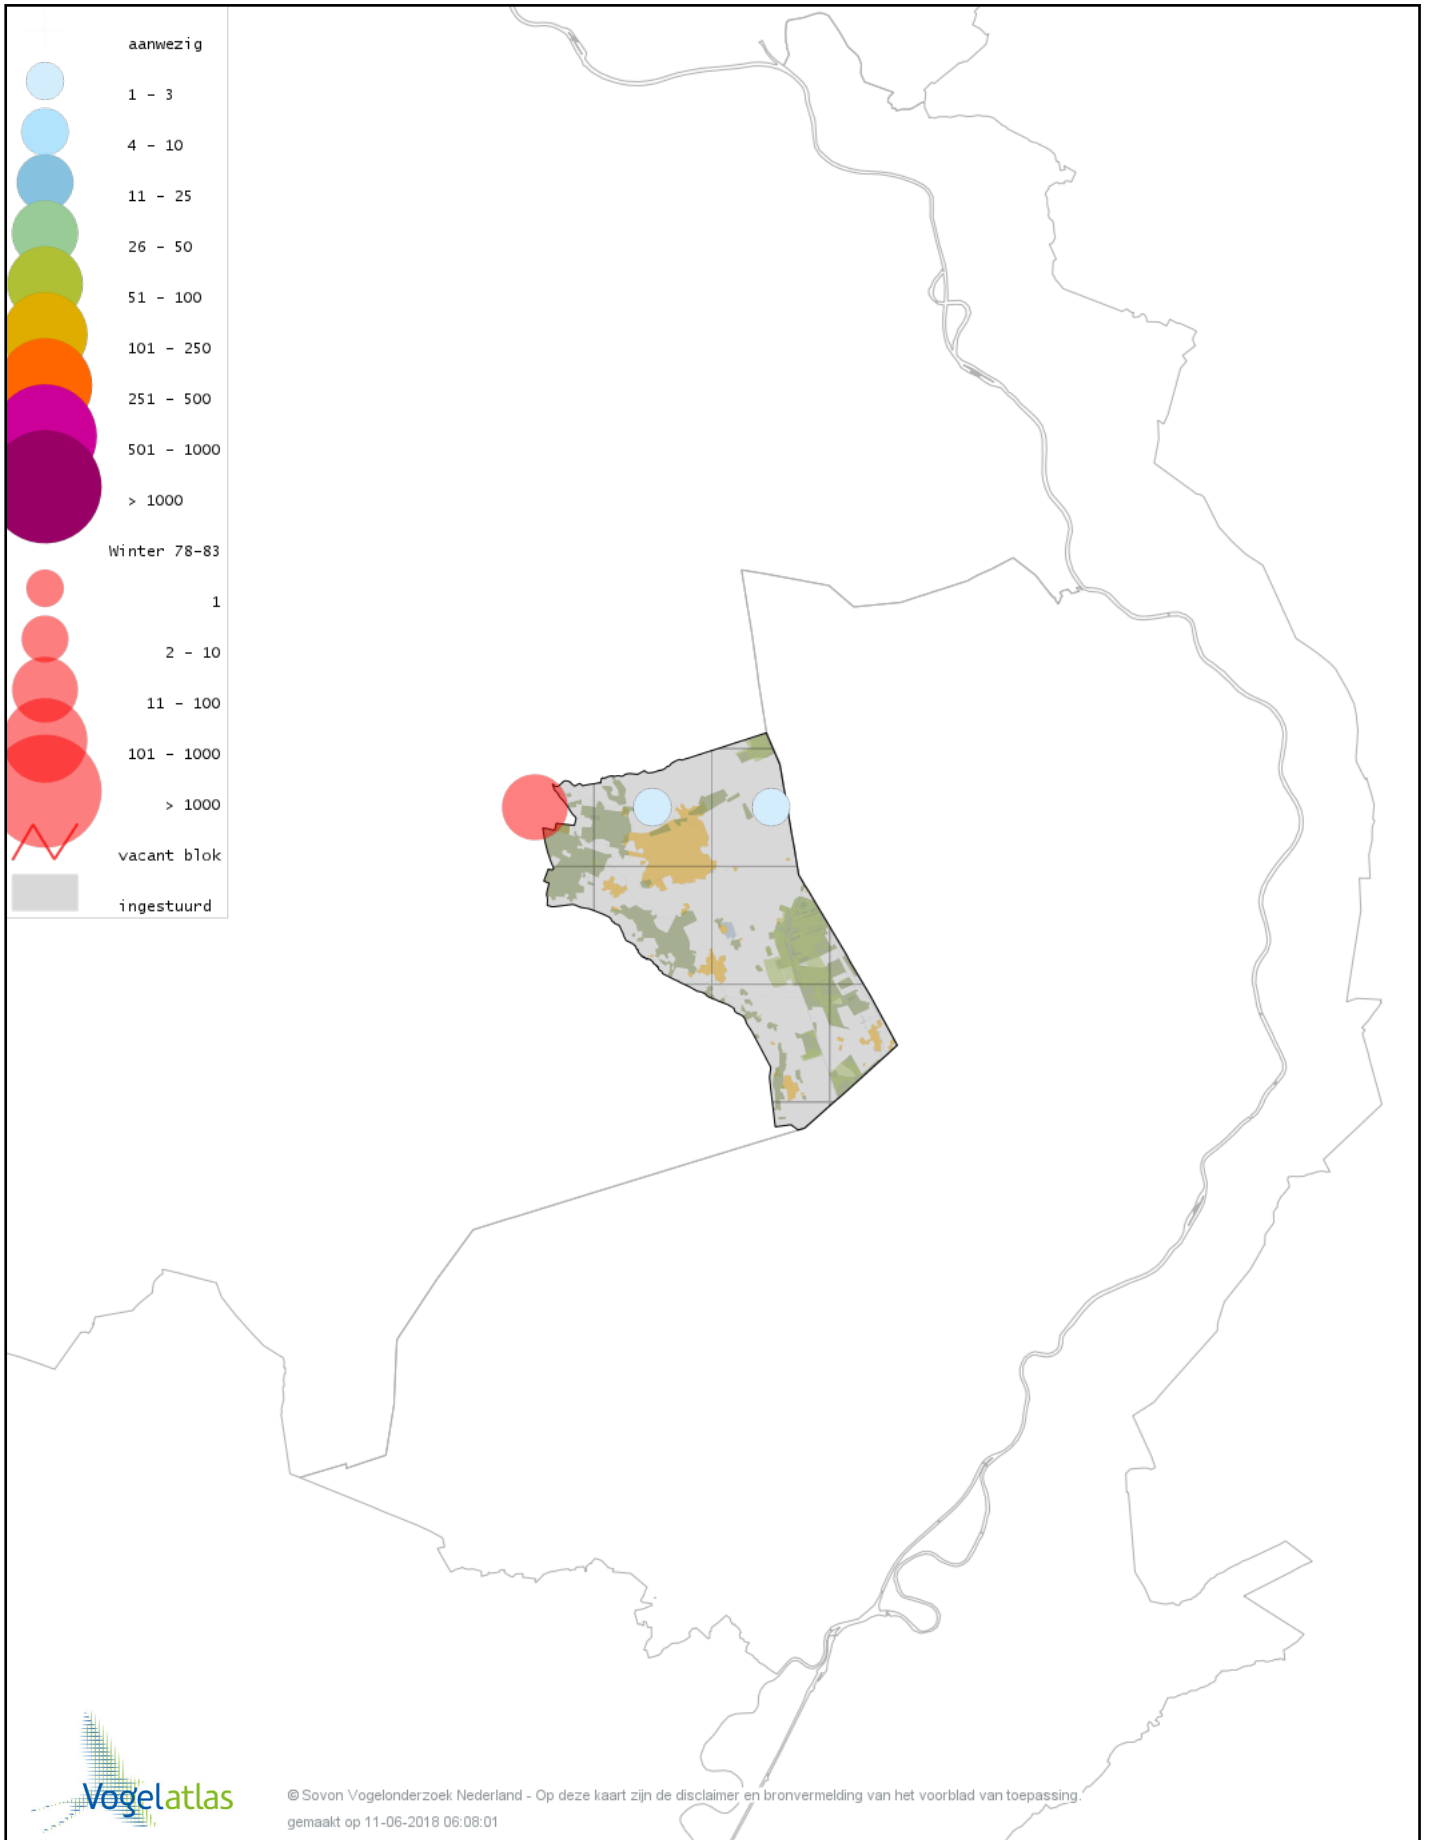 aanwezig
1 - 3
4 - 10
11 - 25
26 - 50
51 - 100
101 - 250
251 - 500
501 - 1000
> 1000
Winter 78-83
1
2 - 10
11 - 100
101 - 1000
> 1000
vacant blok
ingestuurd
Vogelatlas
© Sovon Vogelonderzoek Nederland - Op deze kaart zijn de disclaimer en bronvermelding van het voorblad van toepassing.
gemaakt op 11-06-2018 06:08:01